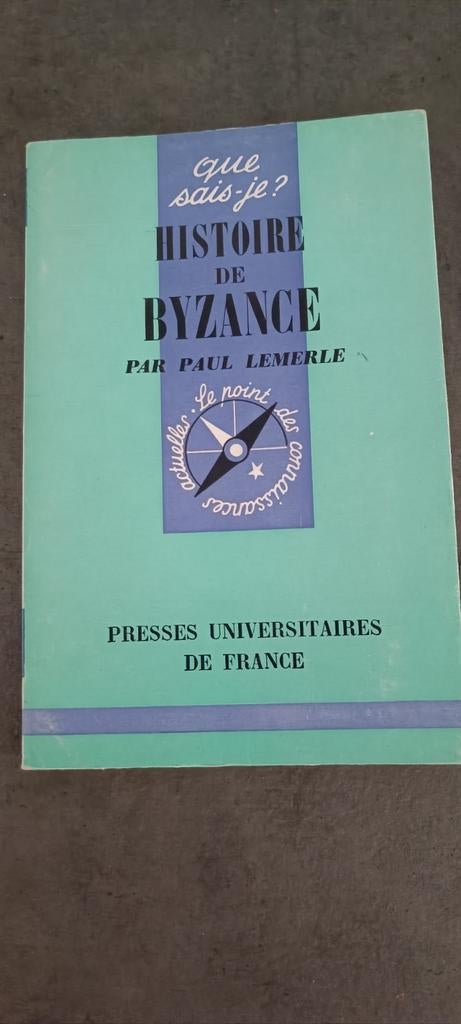 que
sais-je?
HISTOIRE
DE
BYZANCE
PAR PAUL LEMERLE
Le point des connaissances actuelles.
PRESSES UNIVERSITAIRES
DE FRANCE